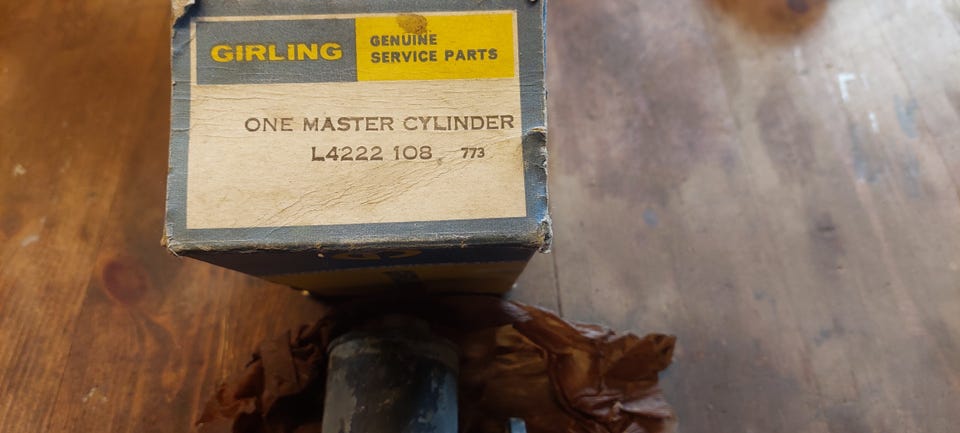 GIRLING
GENUINE
SERVICE PARTS
ONE MASTER CYLINDER
L4222 108 773